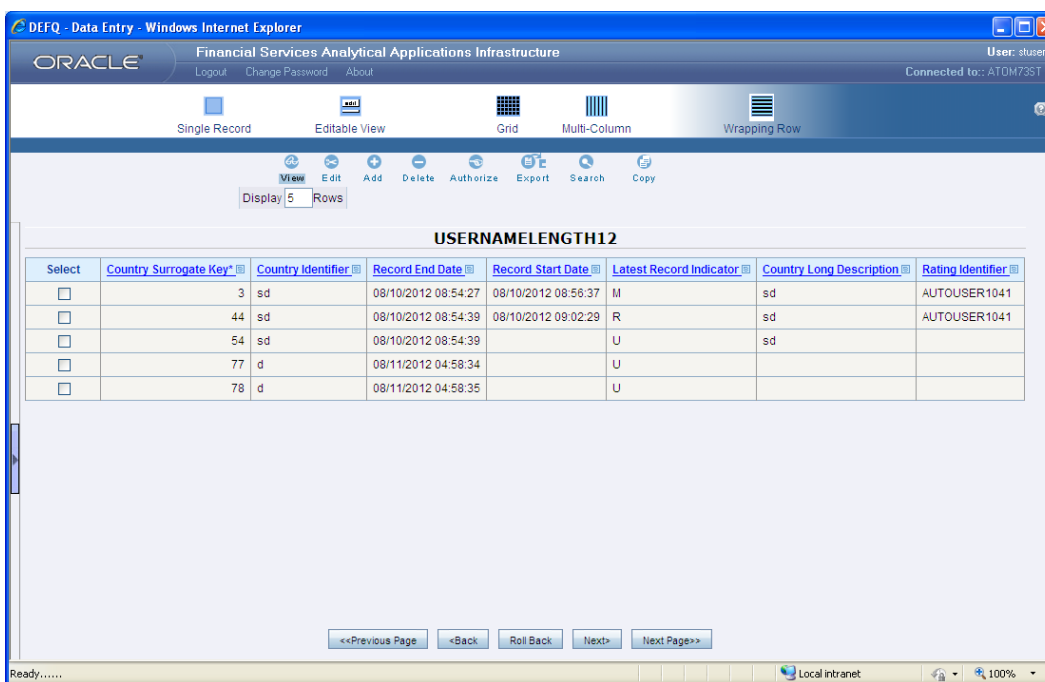 DEFQ - Data Entry - Windows Internet Explorer
ORACLE
Financial Services Analytical Applications Infrastructure
User: stuser
Logout Change Password About
Connected to:: ATOM73ST
edit
Single Record Editable View Grid Multi-Column Wrapping Row
View Edit Add Delete Authorize Export Search Copy
Display 5 Rows
USERNAMELENGTH12
Select Country Surrogate Key* Country Identifier Record End Date Record Start Date Latest Record Indicator Country Long Description Rating Identifier
3 sd 08/10/2012 08:54:27 08/10/2012 08:56:37 M sd AUTOUSER1041
44 sd 08/10/2012 08:54:39 08/10/2012 09:02:29 R sd AUTOUSER1041
54 sd 08/10/2012 08:54:39 U sd
77 d 08/11/2012 04:58:34 U
78 d 08/11/2012 04:58:35 U
<<Previous Page <Back Roll Back Next> Next Page>>
Ready...... Local intranet 100%